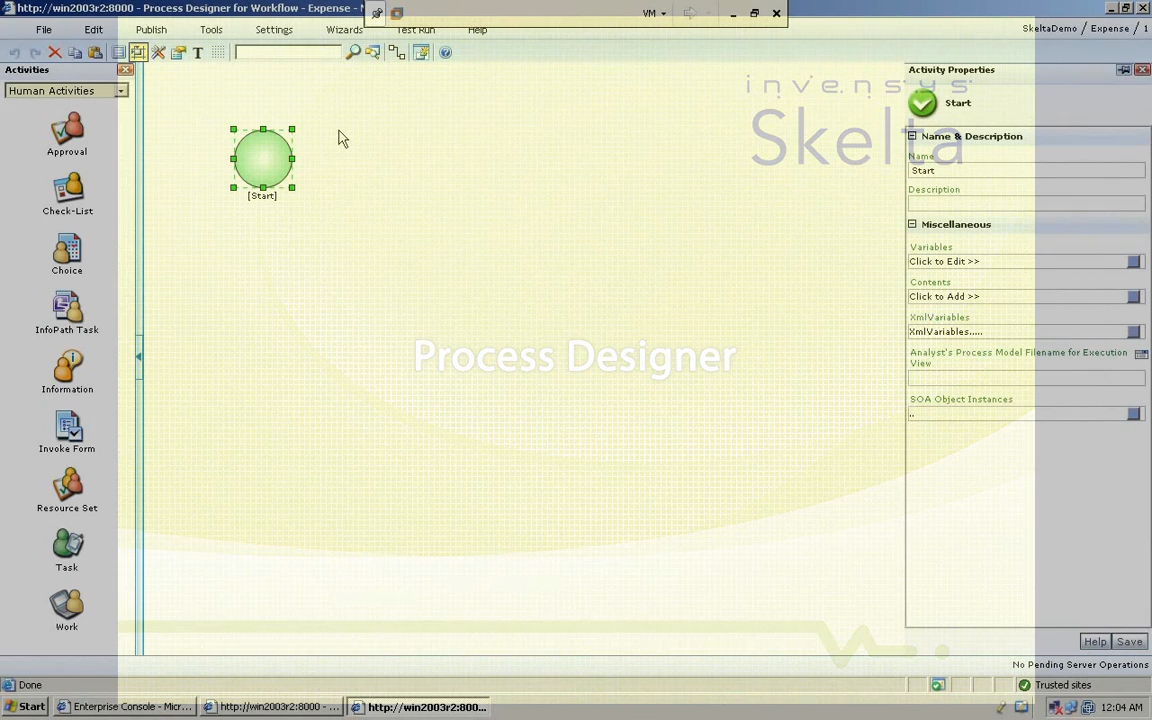 http://win2003r2:8000 - Process Designer for Workflow - Expense -
VM
File Edit Publish Tools Settings Wizards Test Run Help
SkeltaDemo / Expense / 1
Activities
Human Activities
Approval
Check-List
Choice
InfoPath Task
Information
Invoke Form
Resource Set
Task
Work
[Start]
invensys
Skelta
Process Designer
Activity Properties
Start
Name & Description
Name
Start
Description
Miscellaneous
Variables
Click to Edit >>
Contents
Click to Add >>
XmlVariables
XmlVariables.....
Analyst's Process Model Filename for Execution
View
SOA Object Instances
..
Help Save
No Pending Server Operations
Done
Trusted sites
Start Enterprise Console - Micr... http://win2003r2:8000 - ... http://win2003r2:800...
12:04 AM